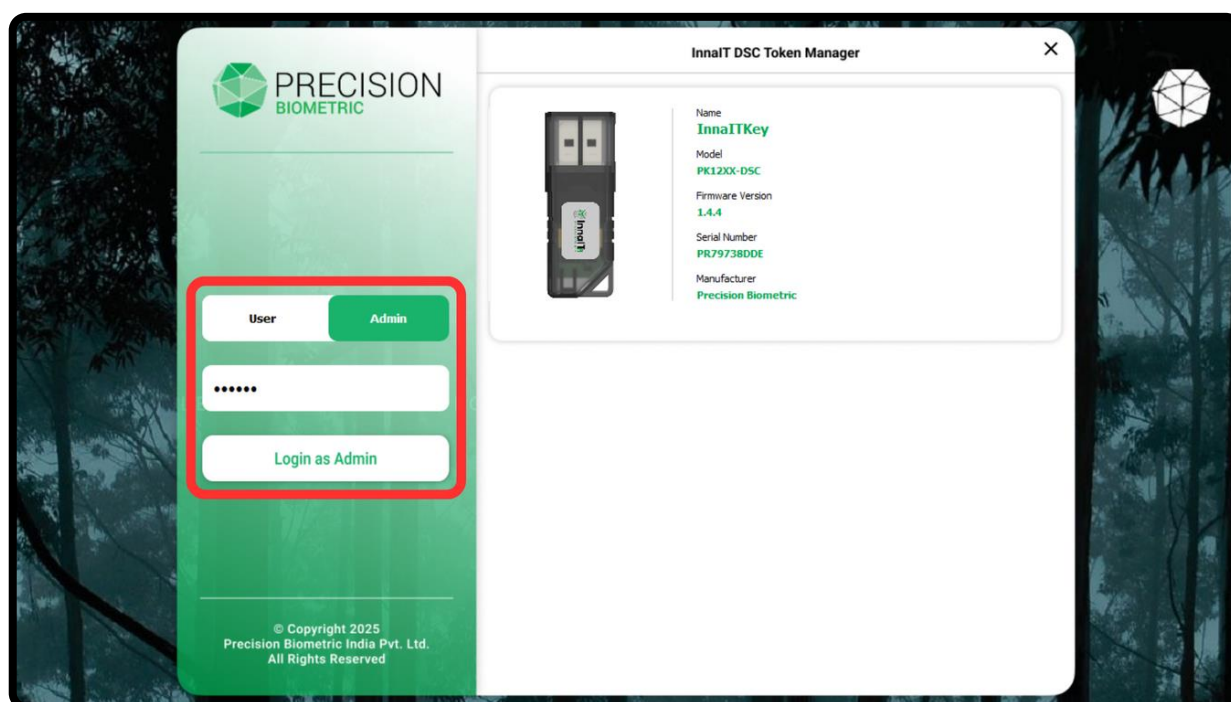 PRECISION
BIOMETRIC
User
Admin
••••••
Login as Admin
© Copyright 2025
Precision Biometric India Pvt. Ltd.
All Rights Reserved
InnaIT DSC Token Manager
InnaIT
Name
InnaITKey
Model
PK12XX-DSC
Firmware Version
1.4.4
Serial Number
PR79738DDE
Manufacturer
Precision Biometric